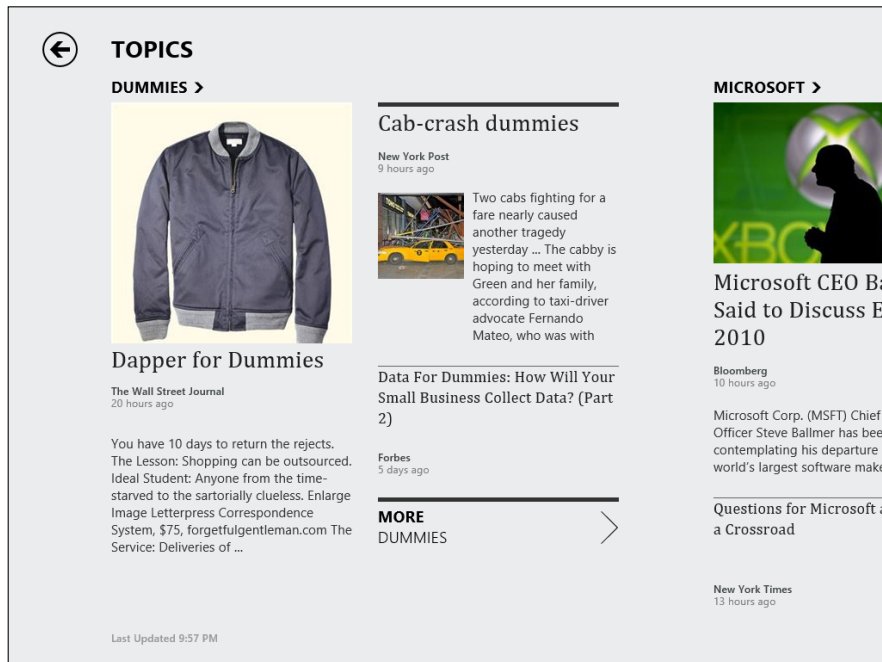 TOPICS
DUMMIES
Dapper for Dummies
The Wall Street Journal
20 hours ago
You have 10 days to return the rejects.
The Lesson: Shopping can be outsourced.
Ideal Student: Anyone from the time-
starved to the sartorially clueless. Enlarge
Image Letterpress Correspondence
System, $75, forgetfulgentleman.com The
Service: Deliveries of ...
Cab-crash dummies
New York Post
9 hours ago
Two cabs fighting for a
fare nearly caused
another tragedy
yesterday ... The cabby is
hoping to meet with
Green and her family,
according to taxi-driver
advocate Fernando
Mateo, who was with
Data For Dummies: How Will Your
Small Business Collect Data? (Part
2)
Forbes
5 days ago
MORE
DUMMIES
MICROSOFT
XBO
Microsoft CEO Ba
Said to Discuss E
2010
Bloomberg
10 hours ago
Microsoft Corp. (MSFT) Chief
Officer Steve Ballmer has bee
contemplating his departure
world's largest software make
Questions for Microsoft a
a Crossroad
New York Times
13 hours ago
Last Updated 9:57 PM